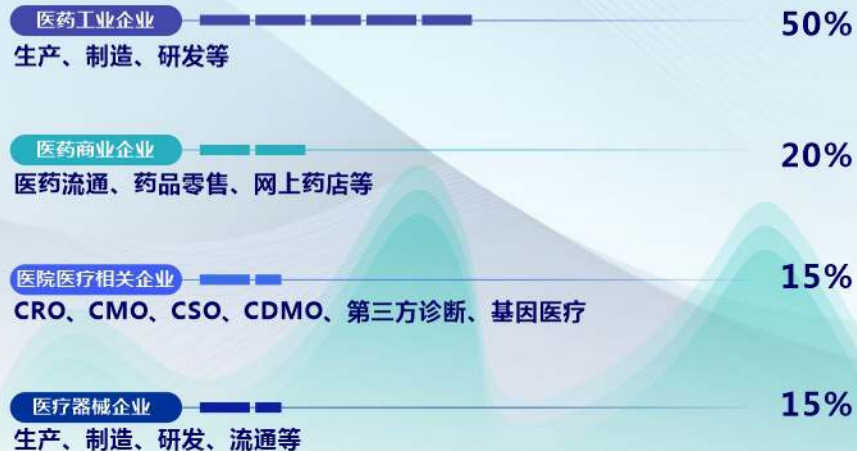 医药工业企业
50%
生产、制造、研发等
医药商业企业
20%
医药流通、药品零售、网上药店等
医院医疗相关企业
15%
CRO、CMO、CSO、CDMO、第三方诊断、基因医疗
医疗器械企业
15%
生产、制造、研发、流通等